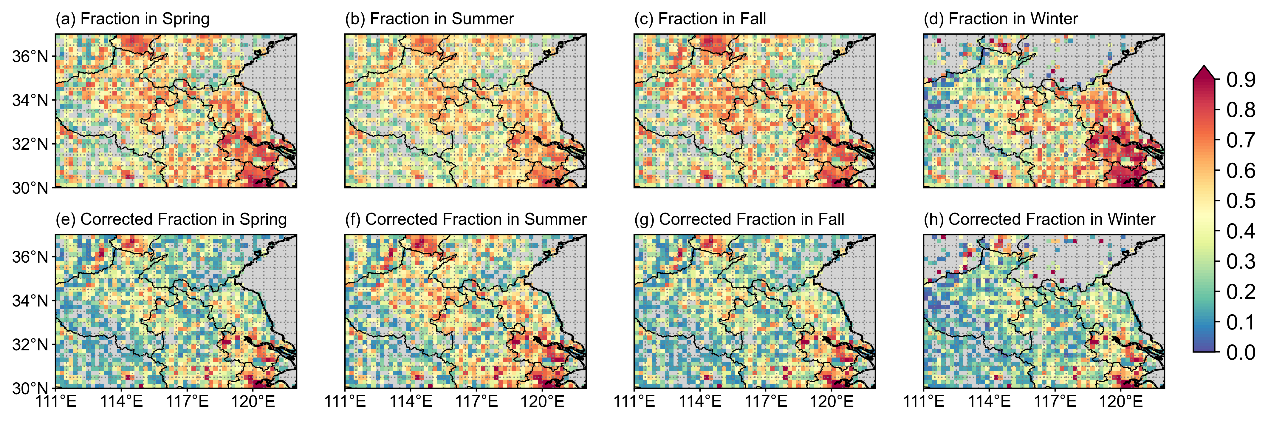 (a) Fraction in Spring
(b) Fraction in Summer
(c) Fraction in Fall
(d) Fraction in Winter
36°N
34°N
32°N
30°N
0.9
0.8
0.7
0.6
0.5
0.4
0.3
0.2
0.1
0.0
(e) Corrected Fraction in Spring
(f) Corrected Fraction in Summer
(g) Corrected Fraction in Fall
(h) Corrected Fraction in Winter
36°N
34°N
32°N
30°N
111°E 114°E 117°E 120°E
111°E 114°E 117°E 120°E
111°E 114°E 117°E 120°E
111°E 114°E 117°E 120°E